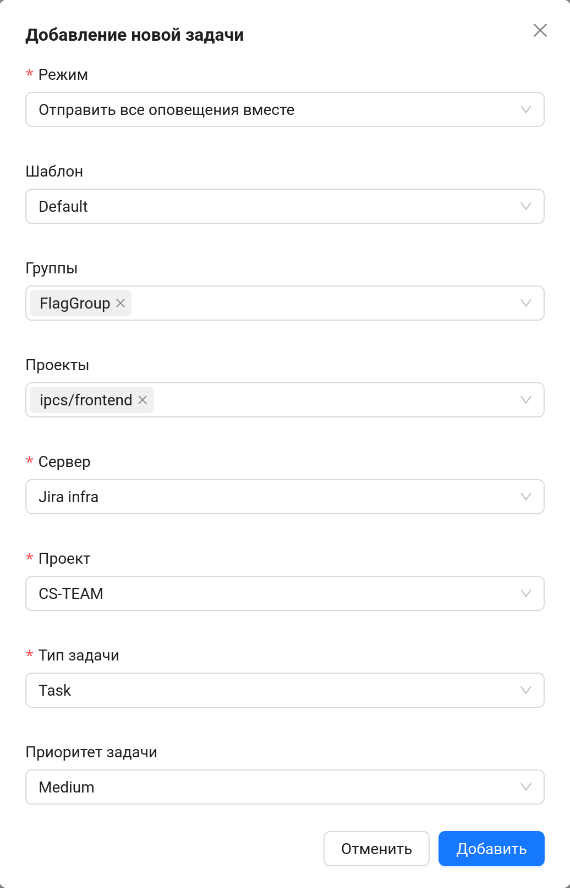 Добавление новой задачи
* Режим
Отправить все оповещения вместе
Шаблон
Default
Группы
FlagGroup
Проекты
ipcs/frontend
* Сервер
Jira infra
* Проект
CS-TEAM
* Тип задачи
Task
Приоритет задачи
Medium
Отменить Добавить